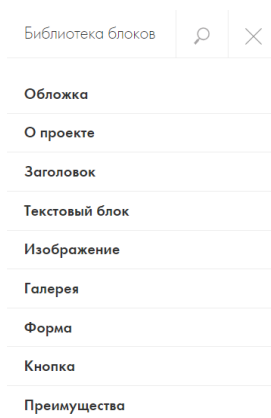 Библиотека блоков
Обложка
О проекте
Заголовок
Текстовый блок
Изображение
Галерея
Форма
Кнопка
Преимущества